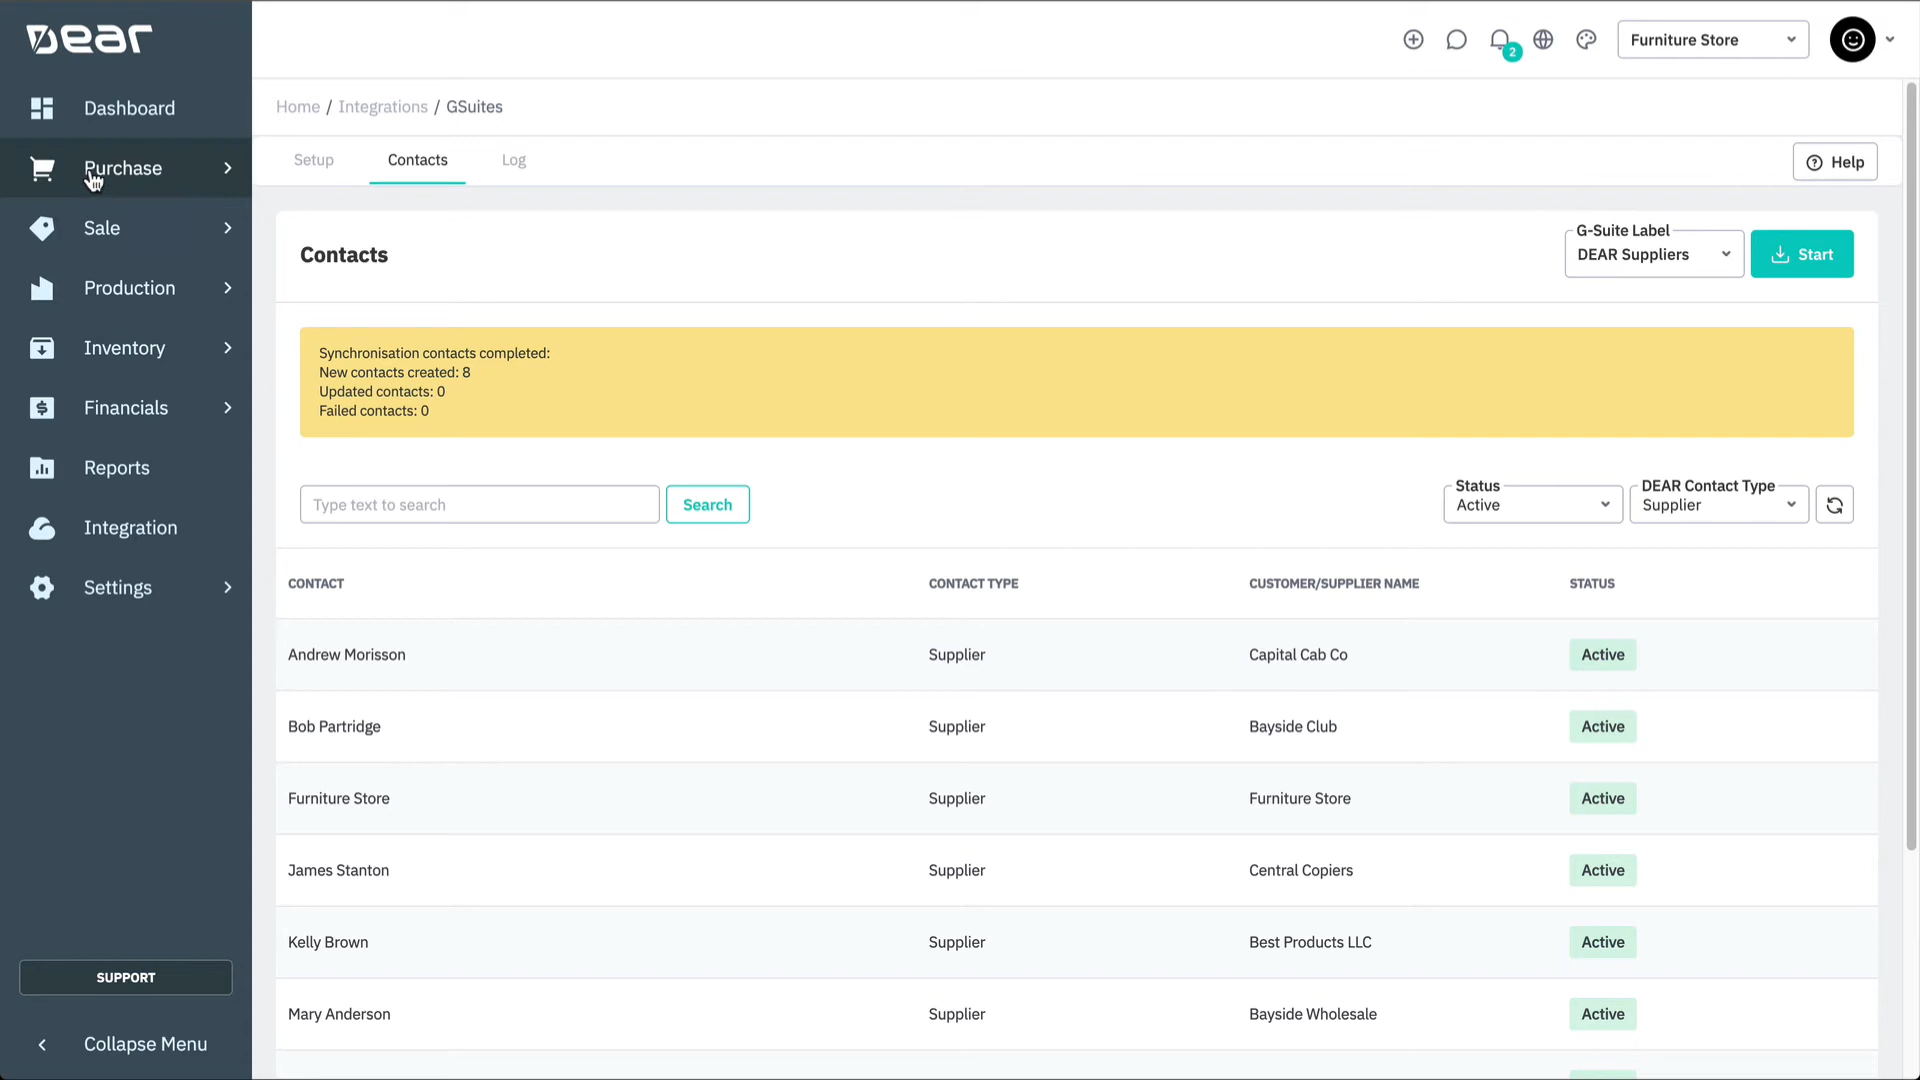 Dear
2
Furniture Store
Dashboard
Purchase
Sale
Production
Inventory
Financials
Reports
Integration
Settings
SUPPORT
Collapse Menu
Home / Integrations / GSuites
Setup
Contacts
Log
Help
Contacts
G-Suite Label
DEAR Suppliers
Start
Synchronisation contacts completed:
New contacts created: 8
Updated contacts: 0
Failed contacts: 0
Type text to search
Search
Status
Active
DEAR Contact Type
Supplier
CONTACT CONTACT TYPE CUSTOMER/SUPPLIER NAME STATUS
Andrew Morisson Supplier Capital Cab Co Active
Bob Partridge Supplier Bayside Club Active
Furniture Store Supplier Furniture Store Active
James Stanton Supplier Central Copiers Active
Kelly Brown Supplier Best Products LLC Active
Mary Anderson Supplier Bayside Wholesale Active